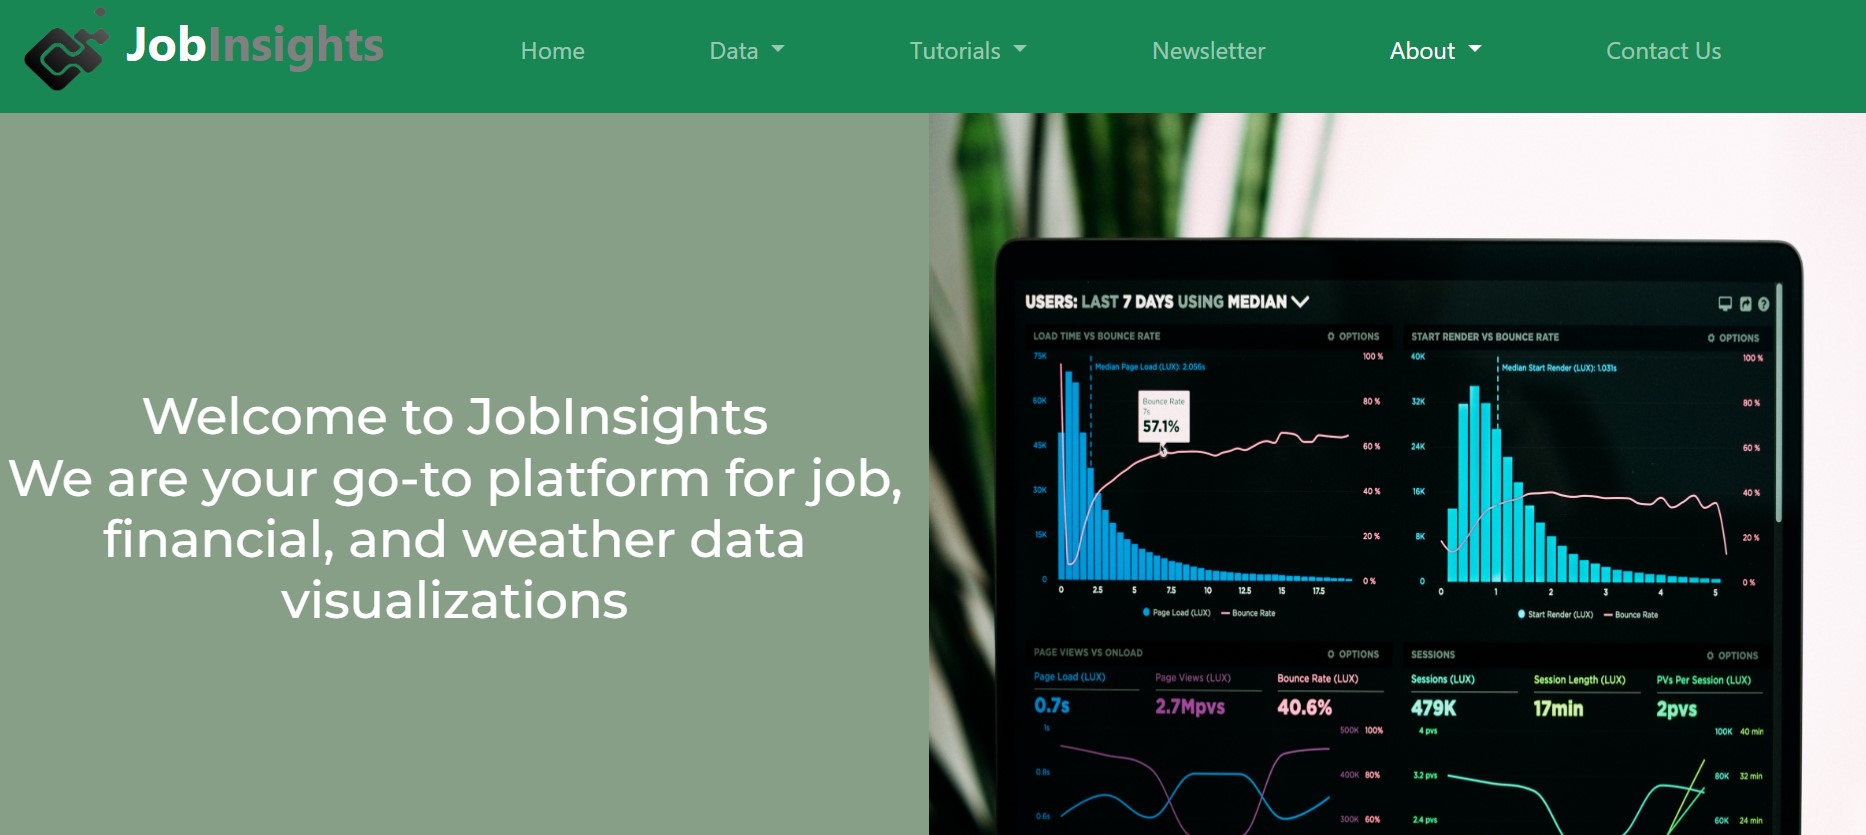 JobInsights
Home
Data
Tutorials
Newsletter
About
Contact Us
Welcome to JobInsights
We are your go-to platform for job,
financial, and weather data
visualizations
USERS: LAST 7 DAYS USING MEDIAN
LOAD TIME VS BOUNCE RATE
OPTIONS
75K
60K
45K
30K
15K
0
Median Page Load (LUX): 2.056s
Bounce Rate
7s
57.1%
100 %
80 %
60 %
40 %
20 %
0 %
0 2.5 5 7.5 10 12.5 15 17.5
Page Load (LUX) Bounce Rate
START RENDER VS BOUNCE RATE
OPTIONS
40K
32K
24K
16K
8K
0
Median Start Render (LUX): 1.031s
100 %
80 %
60 %
40 %
20 %
0 %
0 1 2 3 4 5
Start Render (LUX) Bounce Rate
PAGE VIEWS VS ONLOAD
OPTIONS
Page Load (LUX) Page Views (LUX) Bounce Rate (LUX)
0.7s 2.7Mpvs 40.6%
1s
0.8s
0.6s
500K 100%
400K 80%
300K 60%
SESSIONS
OPTIONS
Sessions (LUX) Session Length (LUX) PVs Per Session (LUX)
479K 17min 2pvs
4 pvs
3.2 pvs
2.4 pvs
100K 40 min
80K 32 min
60K 24 min